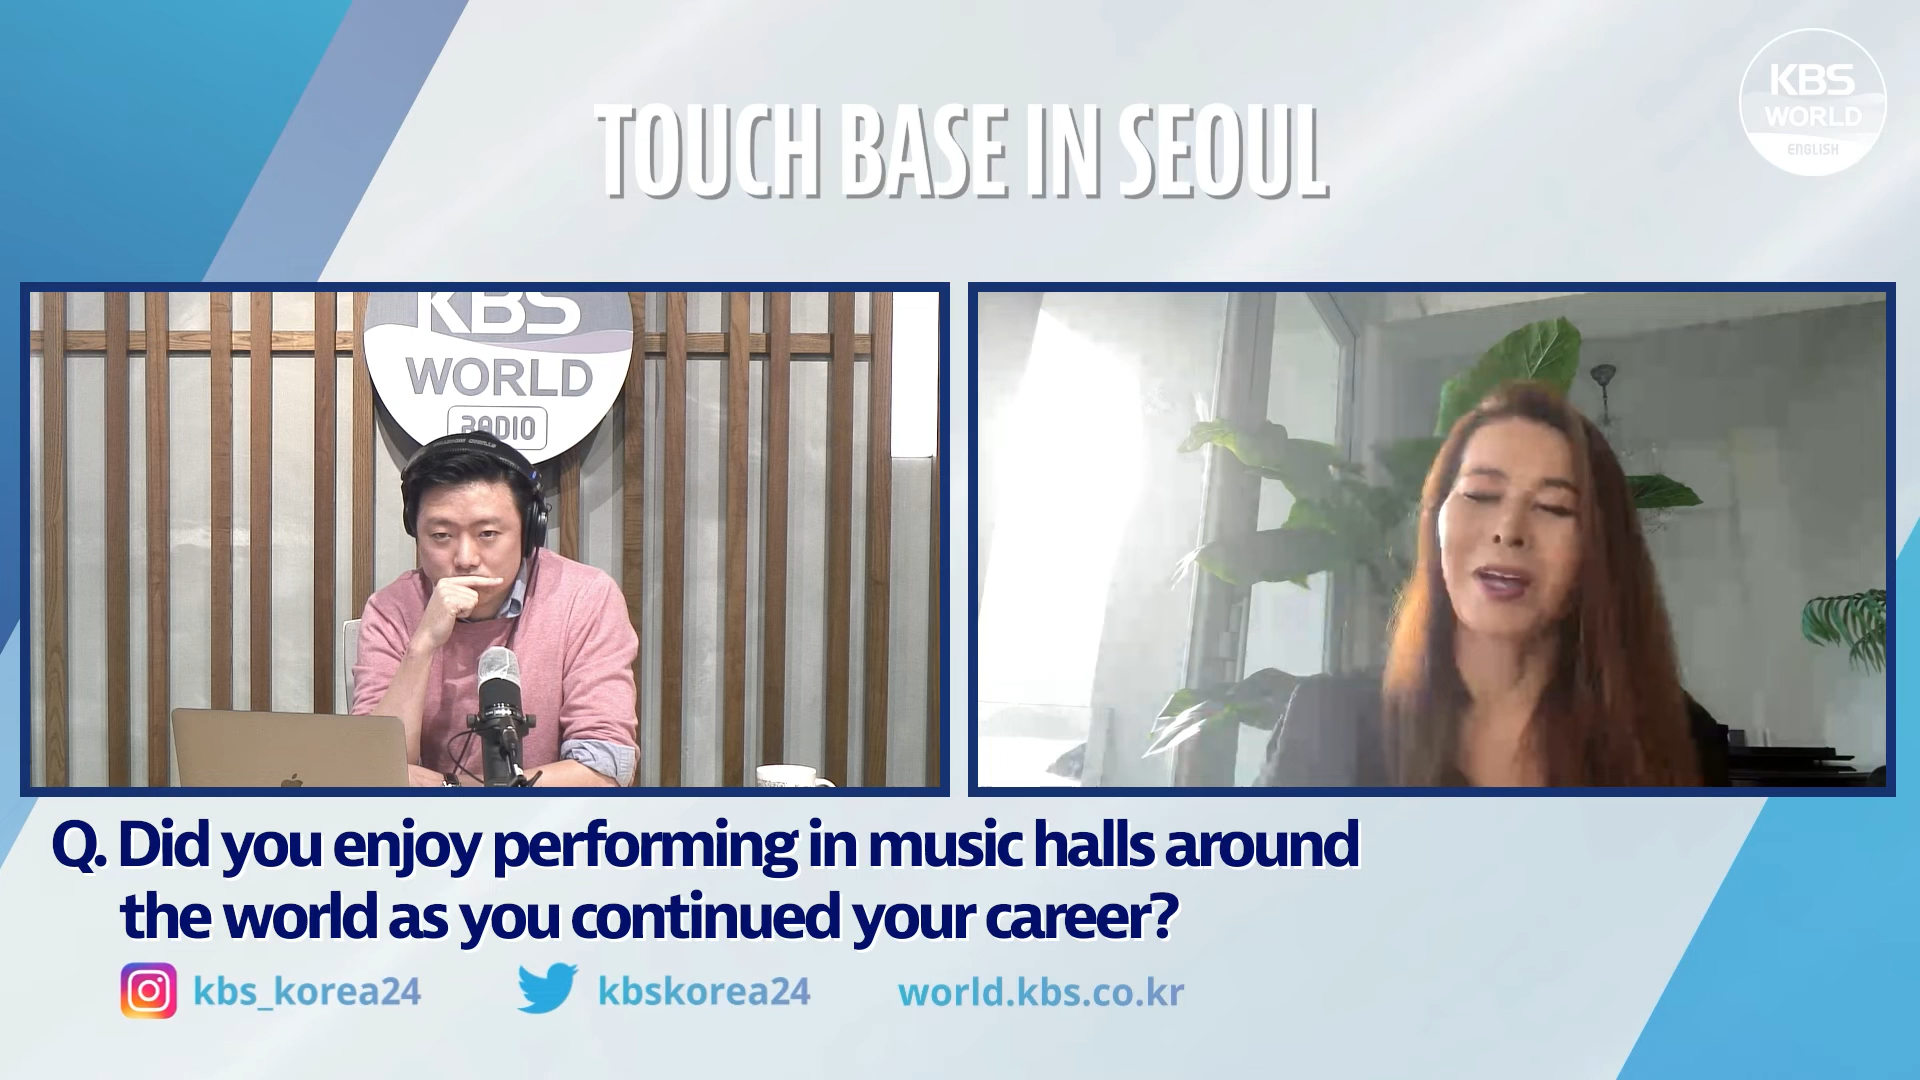 TOUCH BASE IN SEOUL
KBS
WORLD
ENGLISH
KBS
WORLD
RADIO
Q. Did you enjoy performing in music halls around
the world as you continued your career?
kbs_korea24 kbskorea24 world.kbs.co.kr